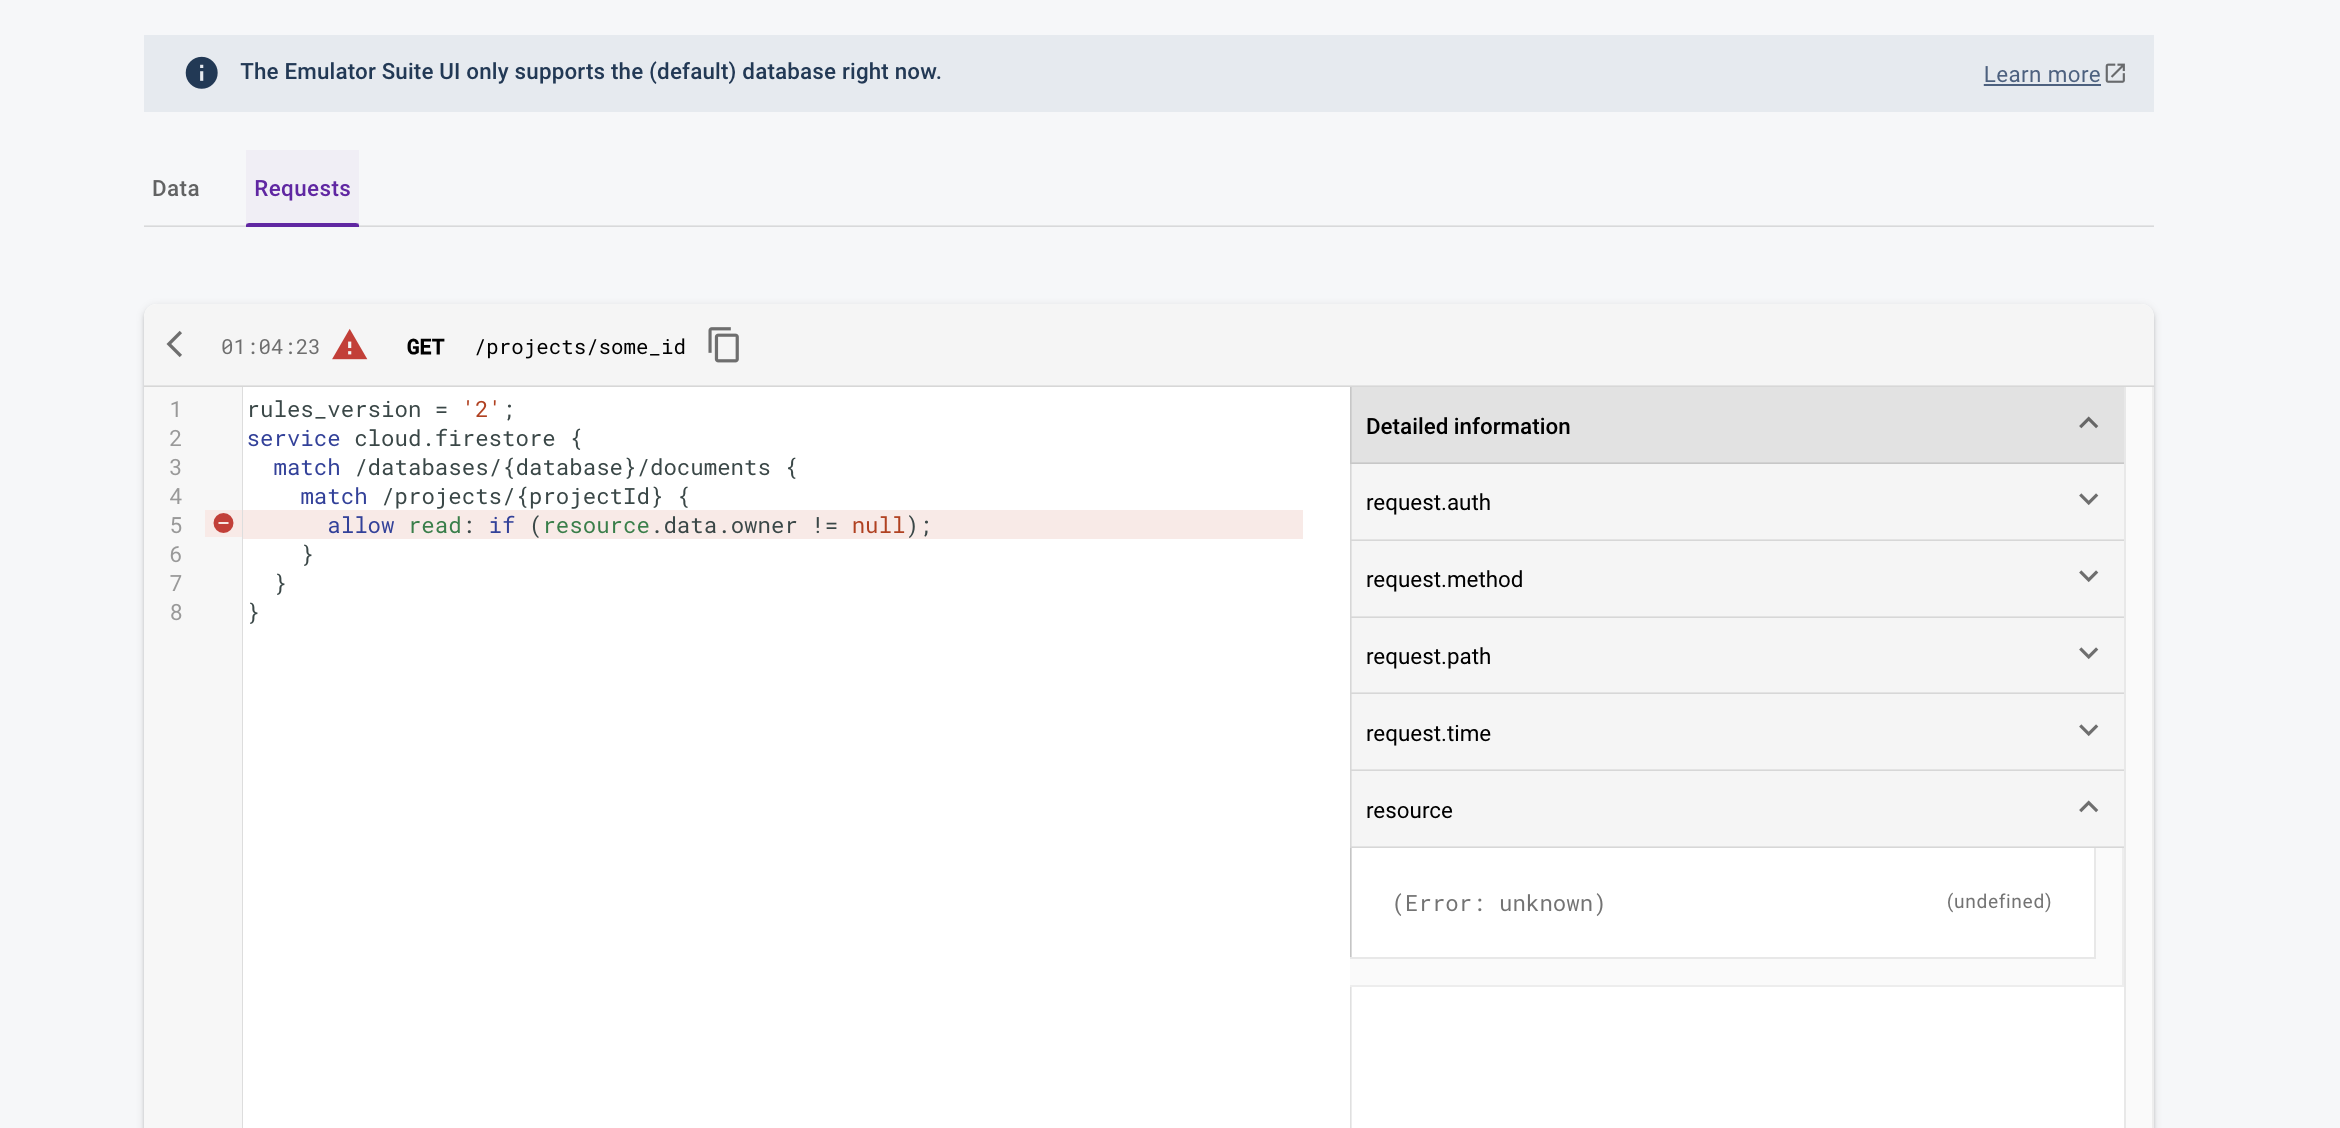 The Emulator Suite UI only supports the (default) database right now.
Learn more
Data
Requests
01:04:23
GET
/projects/some_id
1 rules_version = '2';
2 service cloud.firestore {
3   match /databases/{database}/documents {
4     match /projects/{projectId} {
5       allow read: if (resource.data.owner != null);
6     }
7   }
8 }
Detailed information
request.auth
request.method
request.path
request.time
resource
(Error: unknown)
(undefined)